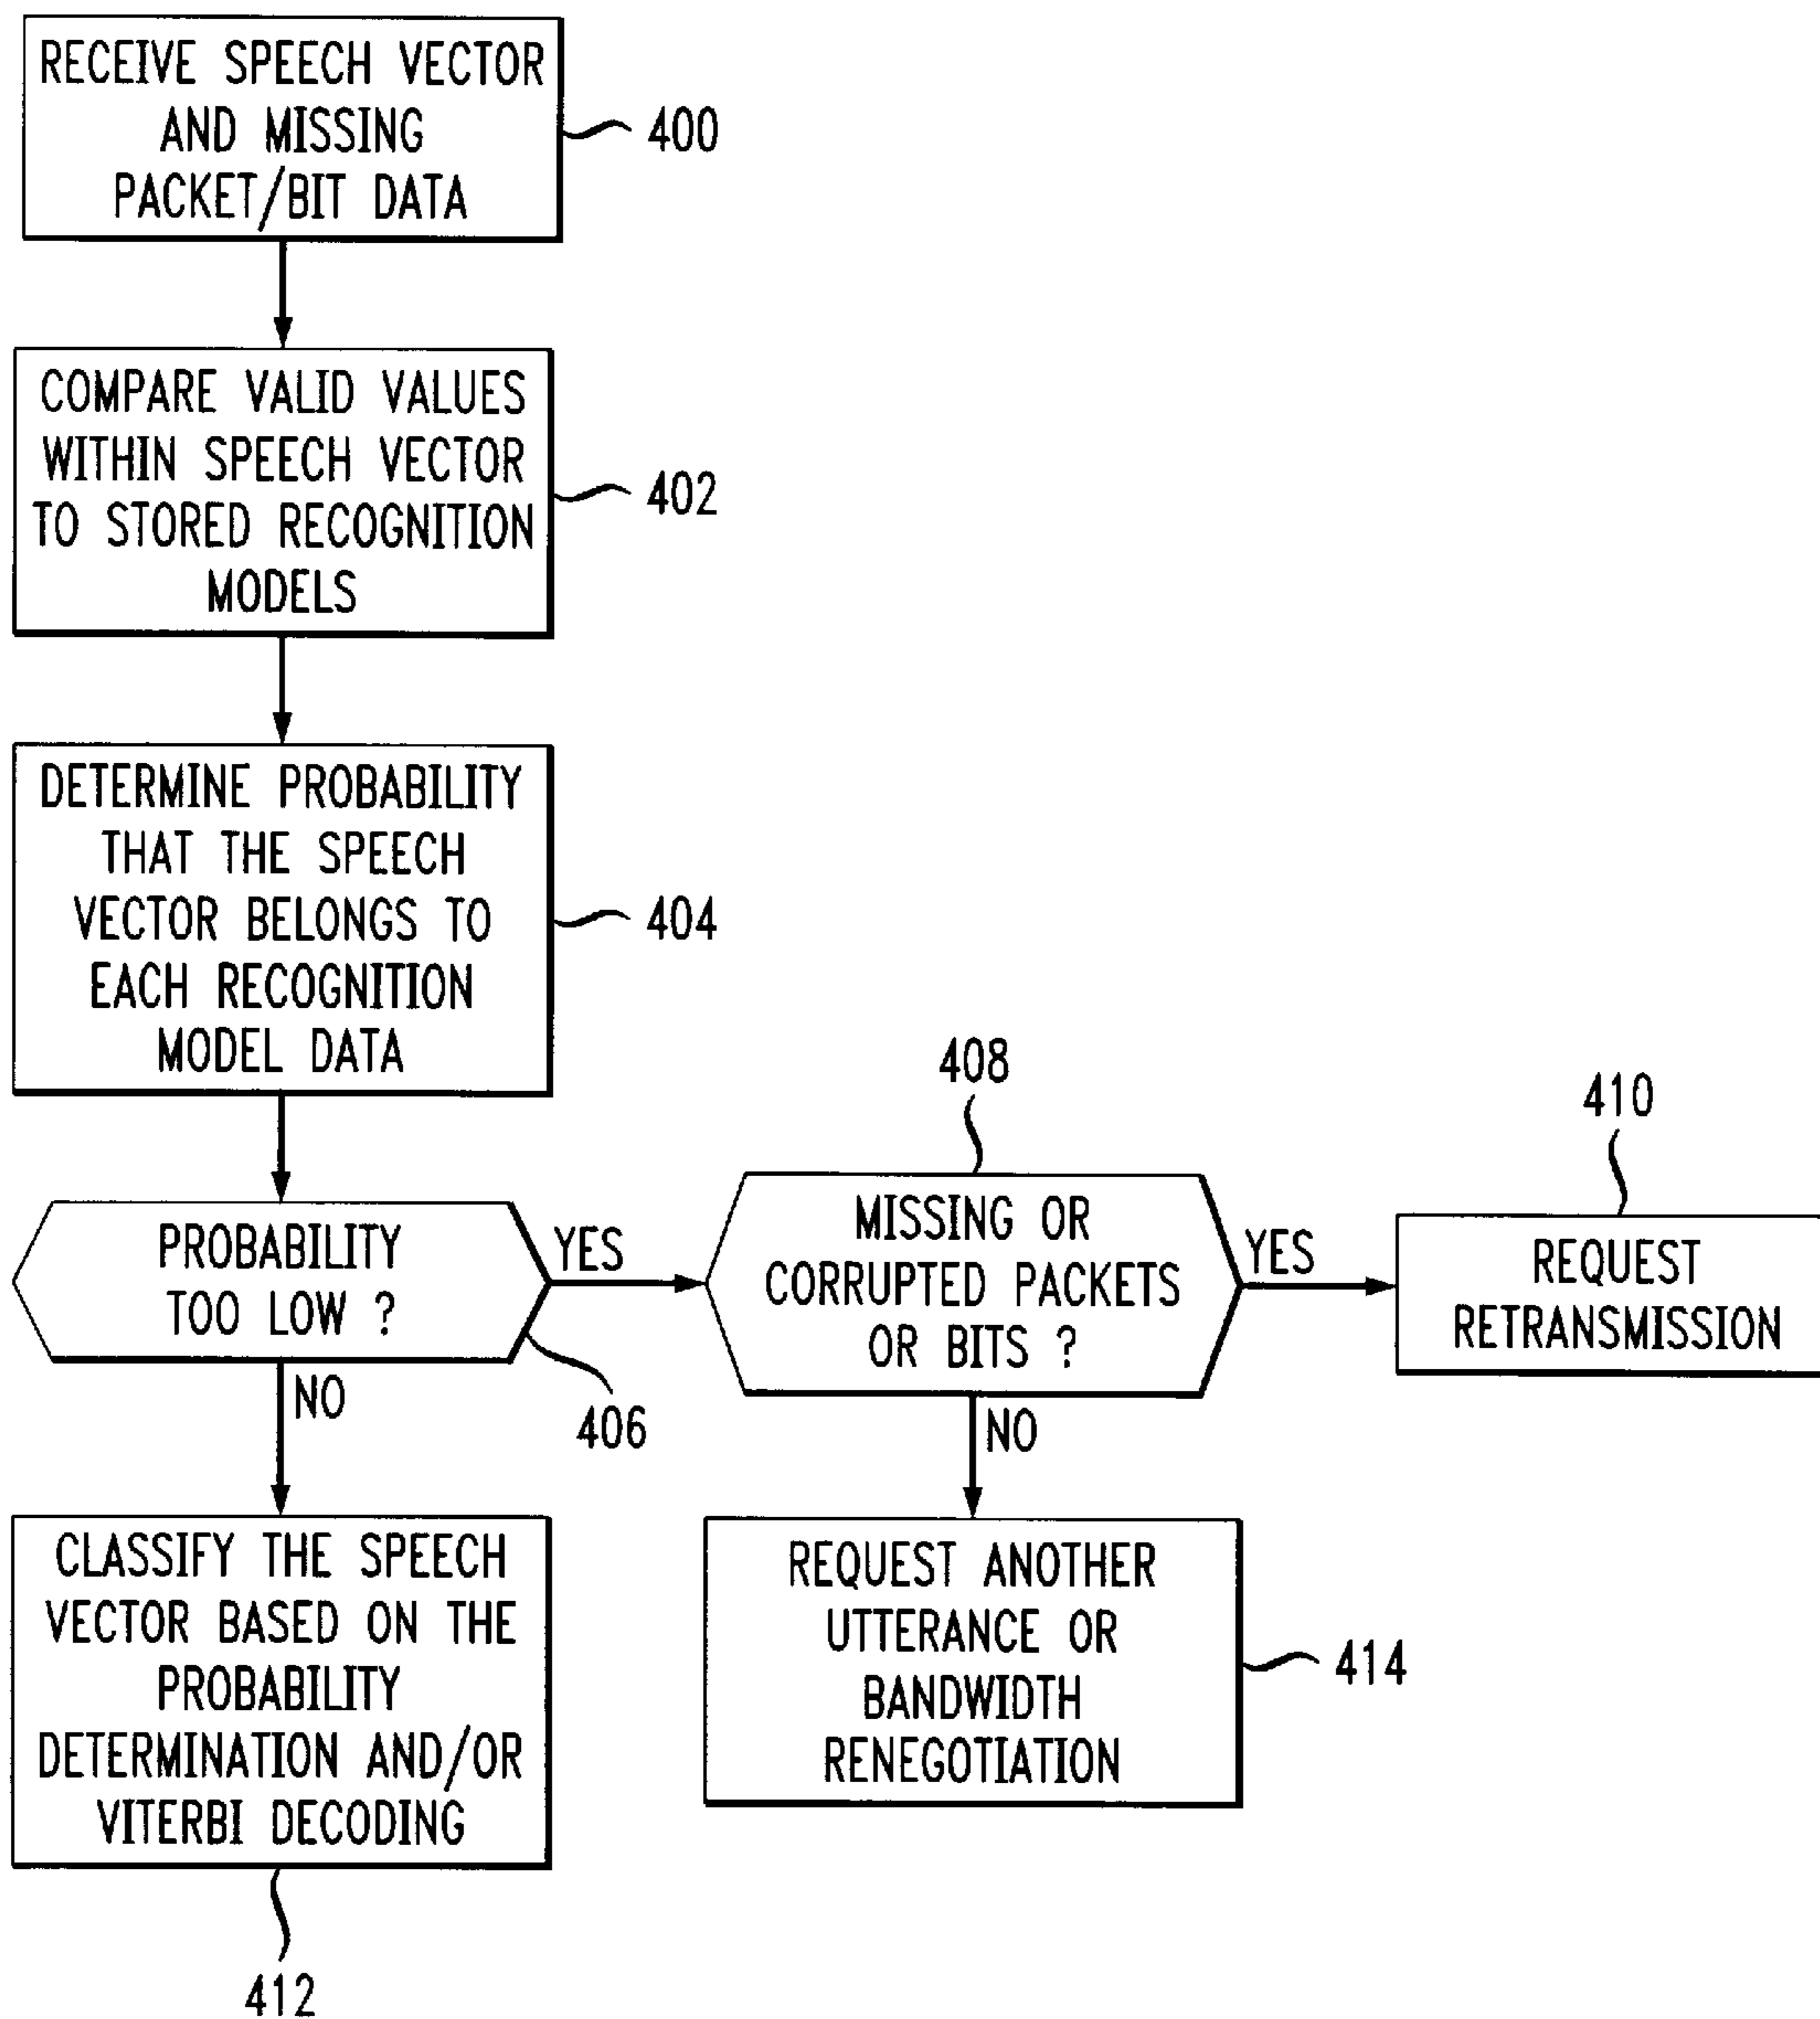 RECEIVE SPEECH VECTOR
AND MISSING
PACKET/BIT DATA
400
COMPARE VALID VALUES
WITHIN SPEECH VECTOR
TO STORED RECOGNITION
MODELS
402
DETERMINE PROBABILITY
THAT THE SPEECH
VECTOR BELONGS TO
EACH RECOGNITION
MODEL DATA
404
PROBABILITY
TOO LOW ?
406
YES
NO
408
MISSING OR
CORRUPTED PACKETS
OR BITS ?
YES
NO
410
REQUEST
RETRANSMISSION
CLASSIFY THE SPEECH
VECTOR BASED ON THE
PROBABILITY
DETERMINATION AND/OR
VITERBI DECODING
412
REQUEST ANOTHER
UTTERANCE OR
BANDWIDTH
RENEGOTIATION
414